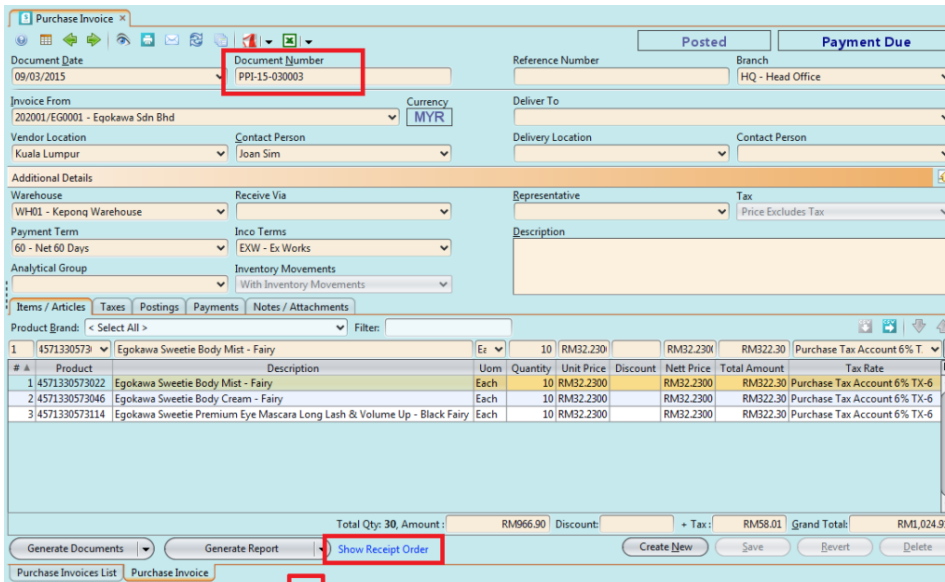 Purchase Invoice ×
Posted
Payment Due
Document Date
Document Number
Reference Number
Branch
09/03/2015
PPI-15-030003
HQ - Head Office
Invoice From
Currency
Deliver To
202001/EG0001 - Eqokawa Sdn Bhd
MYR
Vendor Location
Contact Person
Delivery Location
Contact Person
Kuala Lumpur
Joan Sim
Additional Details
Warehouse
Receive Via
Representative
Tax
WH01 - Kepong Warehouse
Price Excludes Tax
Payment Term
Inco Terms
Description
60 - Net 60 Days
EXW - Ex Works
Analytical Group
Inventory Movements
With Inventory Movements
Items / Articles Taxes Postings Payments Notes / Attachments
Product Brand: < Select All > Filter:
1 4571330573 Egokawa Sweetie Body Mist - Fairy Ea 10 RM32.230 RM32.230 RM322.30 Purchase Tax Account 6% T.
# Product Description Uom Quantity Unit Price Discount Nett Price Total Amount Tax Rate
1 4571330573022 Egokawa Sweetie Body Mist - Fairy Each 10 RM32.2300 RM32.2300 RM322.30 Purchase Tax Account 6% TX-6
2 4571330573046 Egokawa Sweetie Body Cream - Fairy Each 10 RM32.2300 RM32.2300 RM322.30 Purchase Tax Account 6% TX-6
3 4571330573114 Egokawa Sweetie Premium Eye Mascara Long Lash & Volume Up - Black Fairy Each 10 RM32.2300 RM32.2300 RM322.30 Purchase Tax Account 6% TX-6
Total Qty: 30, Amount: RM966.90 Discount: + Tax: RM58.01 Grand Total: RM1,024.9
Generate Documents Generate Report Show Receipt Order Create New Save Revert Delete
Purchase Invoices List Purchase Invoice